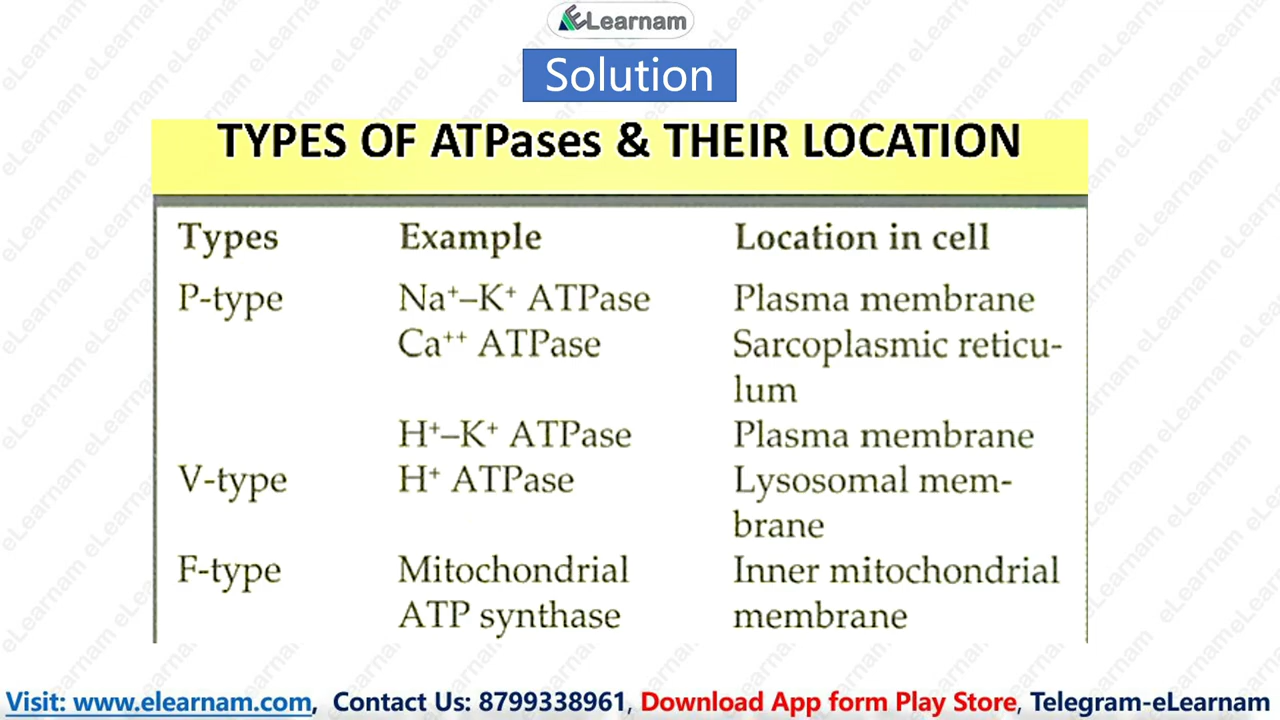 ELearnam
Solution
TYPES OF ATPases & THEIR LOCATION
Types Example Location in cell
P-type Na⁺–K⁺ ATPase Plasma membrane
Ca⁺⁺ ATPase Sarcoplasmic reticu-
lum
H⁺–K⁺ ATPase Plasma membrane
V-type H⁺ ATPase Lysosomal mem-
brane
F-type Mitochondrial Inner mitochondrial
ATP synthase membrane
Visit: www.elearnam.com, Contact Us: 8799338961, Download App form Play Store, Telegram-eLearnam